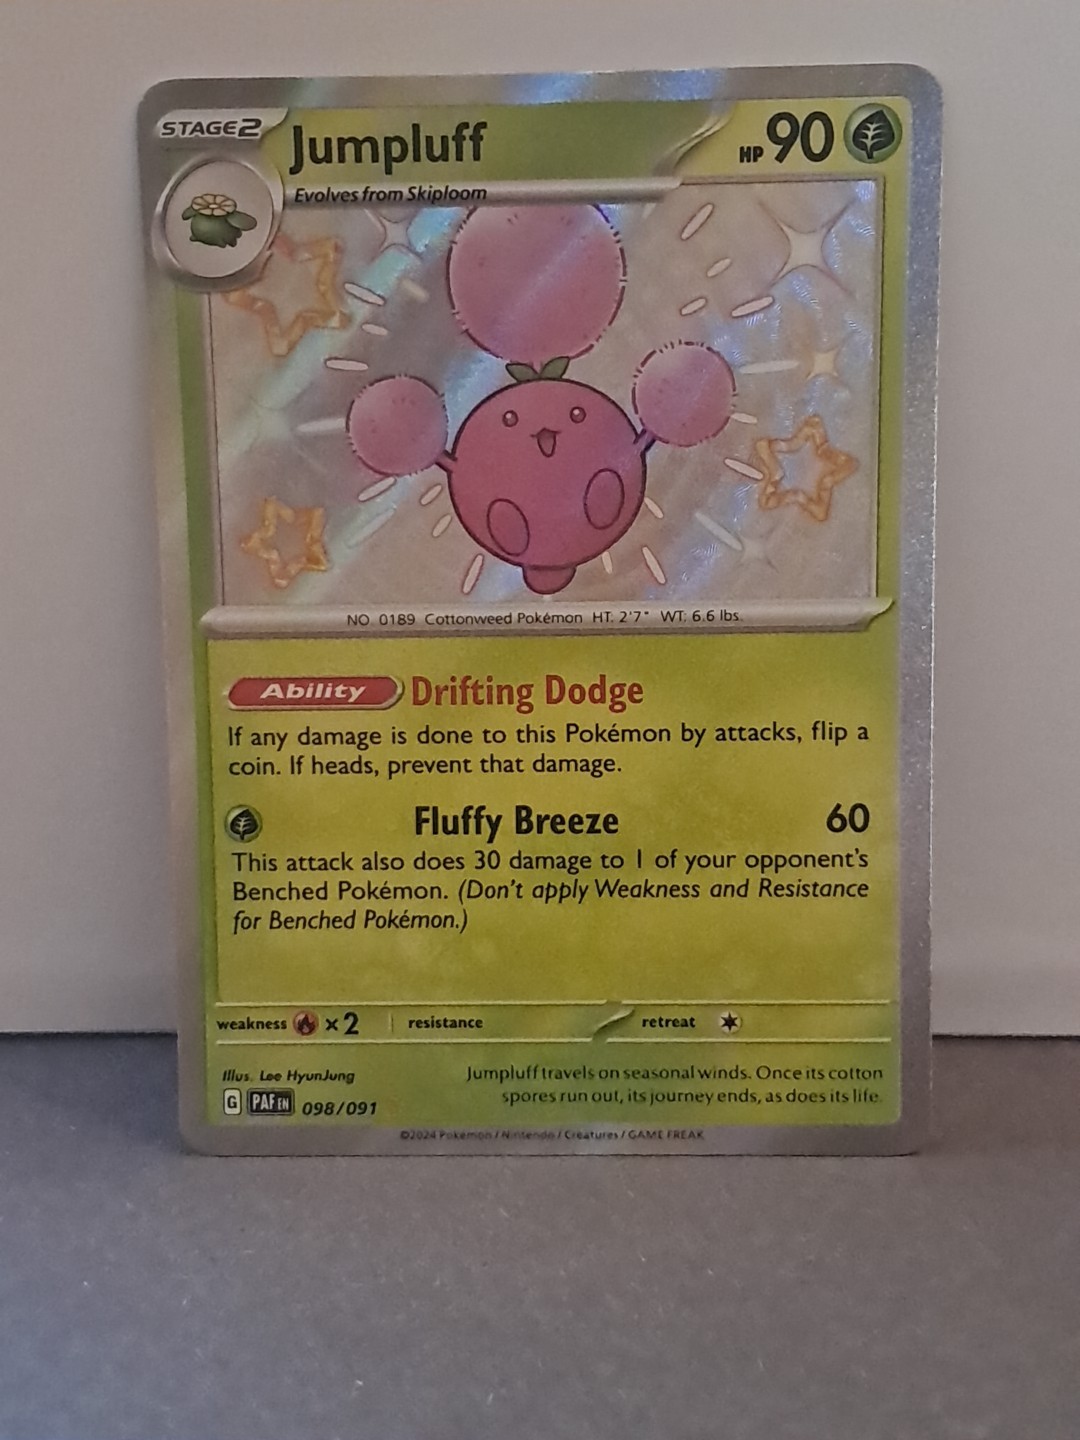 STAGE2 Jumpluff HP 90
Evolves from Skiploom
NO 0189 Cottonweed Pokémon HT: 2'7" WT: 6.6 lbs.
Ability Drifting Dodge
If any damage is done to this Pokémon by attacks, flip a
coin. If heads, prevent that damage.
Fluffy Breeze 60
This attack also does 30 damage to 1 of your opponent's
Benched Pokémon. (Don't apply Weakness and Resistance
for Benched Pokémon.)
weakness ×2 resistance retreat
Illus. Lee HyunJung
Jumpluff travels on seasonal winds. Once its cotton
spores run out, its journey ends, as does its life.
G PAF EN 098/091
©2024 Pokémon / Nintendo / Creatures / GAME FREAK